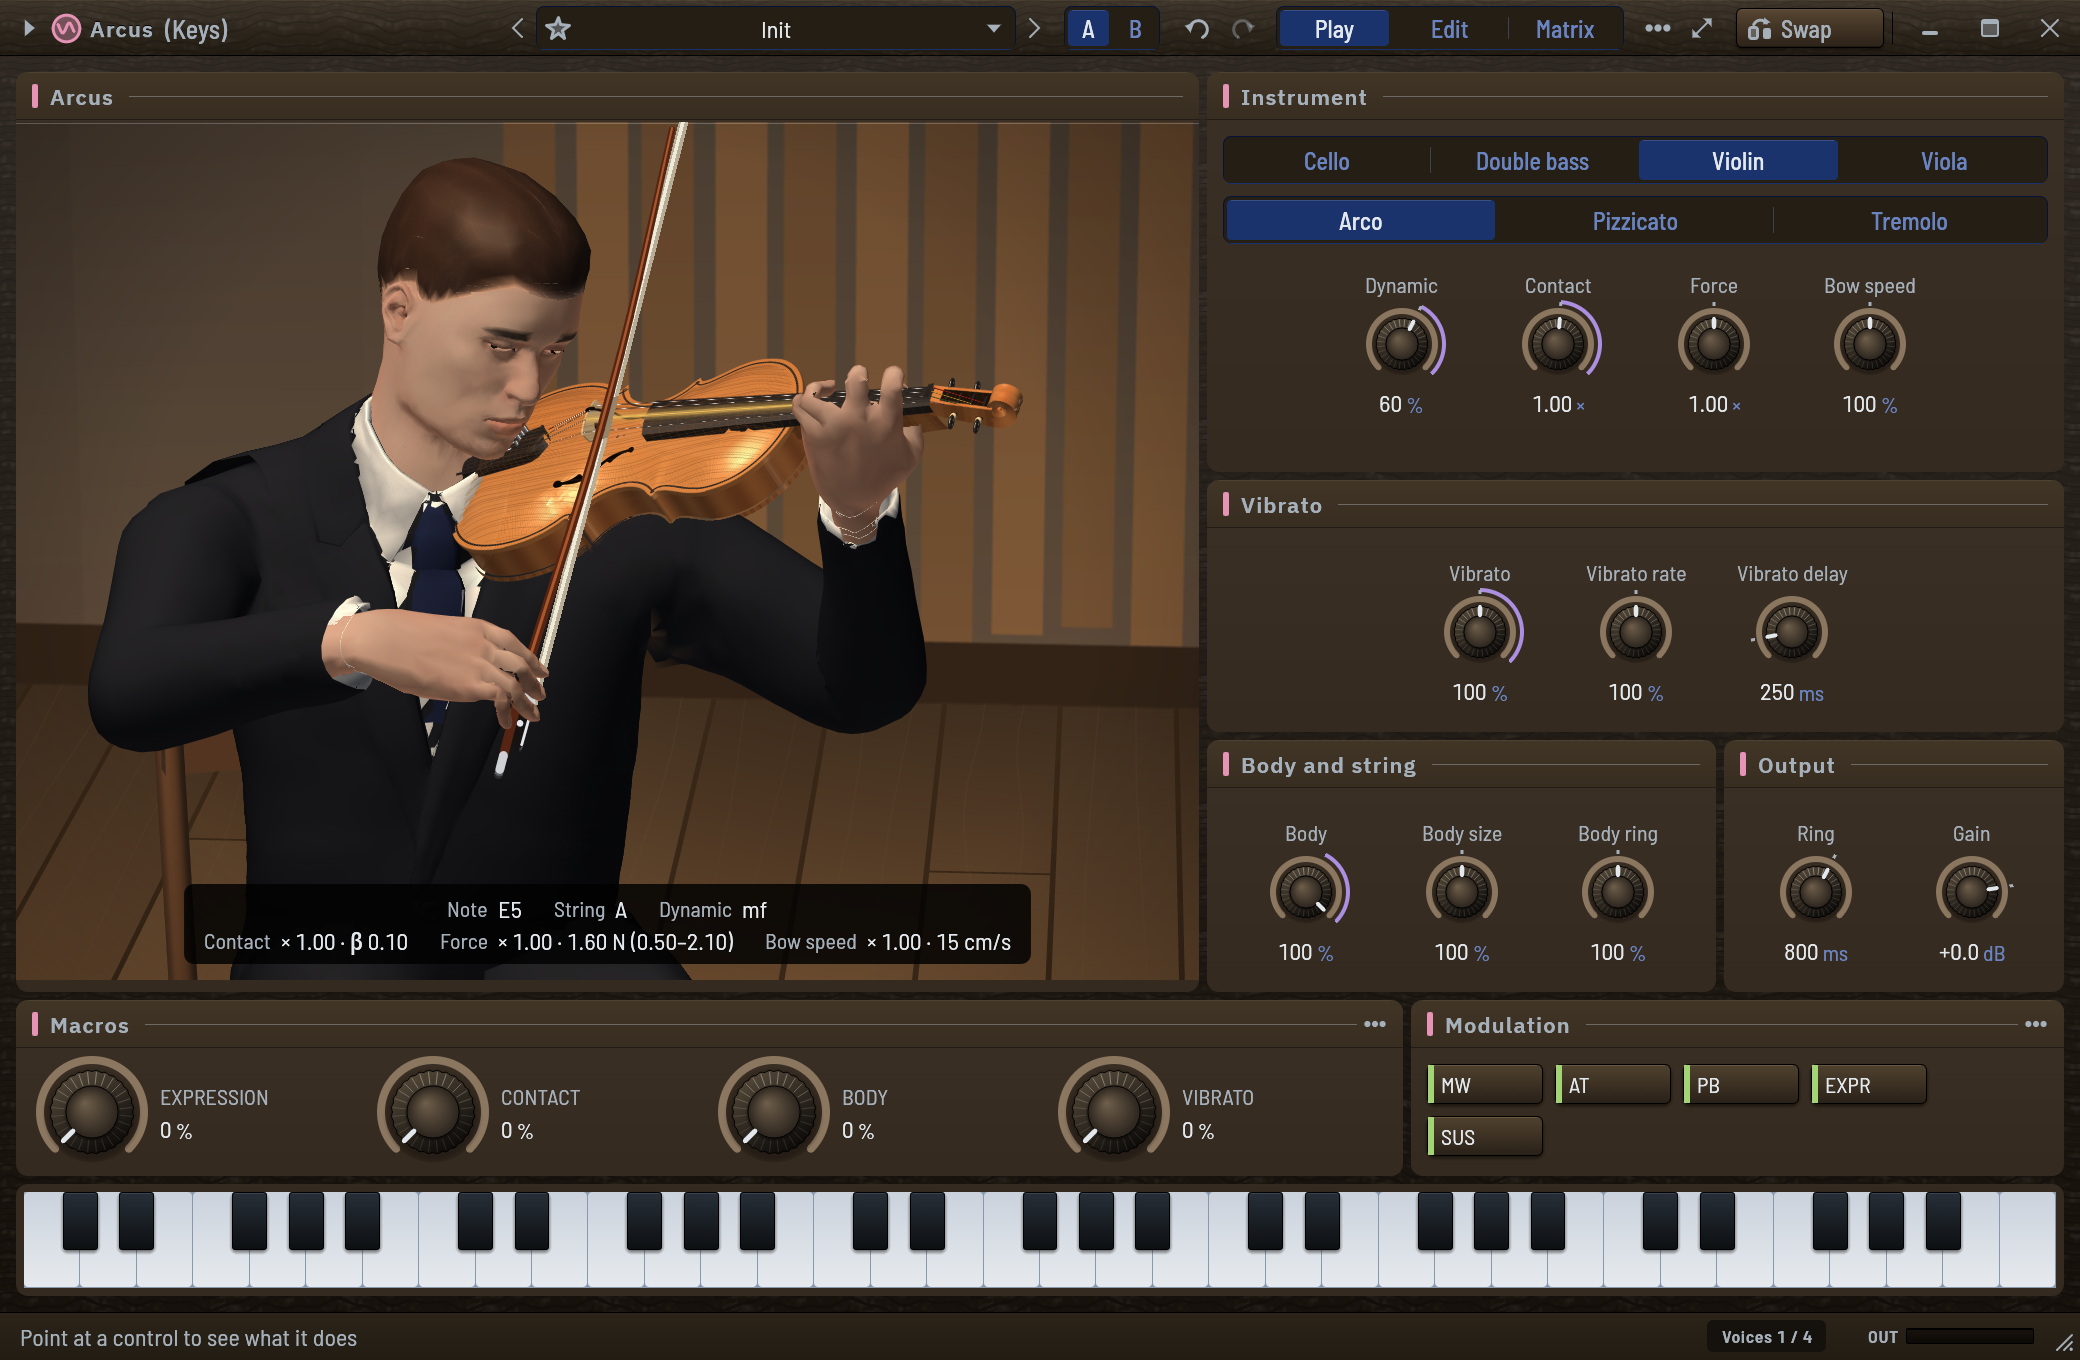 Arcus (Keys)
Init
A B
Play Edit Matrix
Swap
Arcus
Instrument
Cello Double bass Violin Viola
Arco Pizzicato Tremolo
Dynamic Contact Force Bow speed
60 % 1.00 × 1.00 × 100 %
Vibrato
Vibrato Vibrato rate Vibrato delay
100 % 100 % 250 ms
Body and string
Body Body size Body ring
100 % 100 % 100 %
Output
Ring Gain
800 ms +0.0 dB
Note E5 String A Dynamic mf
Contact × 1.00 · β 0.10 Force × 1.00 · 1.60 N (0.50–2.10) Bow speed × 1.00 · 15 cm/s
Macros
EXPRESSION
0 %
CONTACT
0 %
BODY
0 %
VIBRATO
0 %
Modulation
MW AT PB EXPR
SUS
Point at a control to see what it does
Voices 1 / 4 OUT